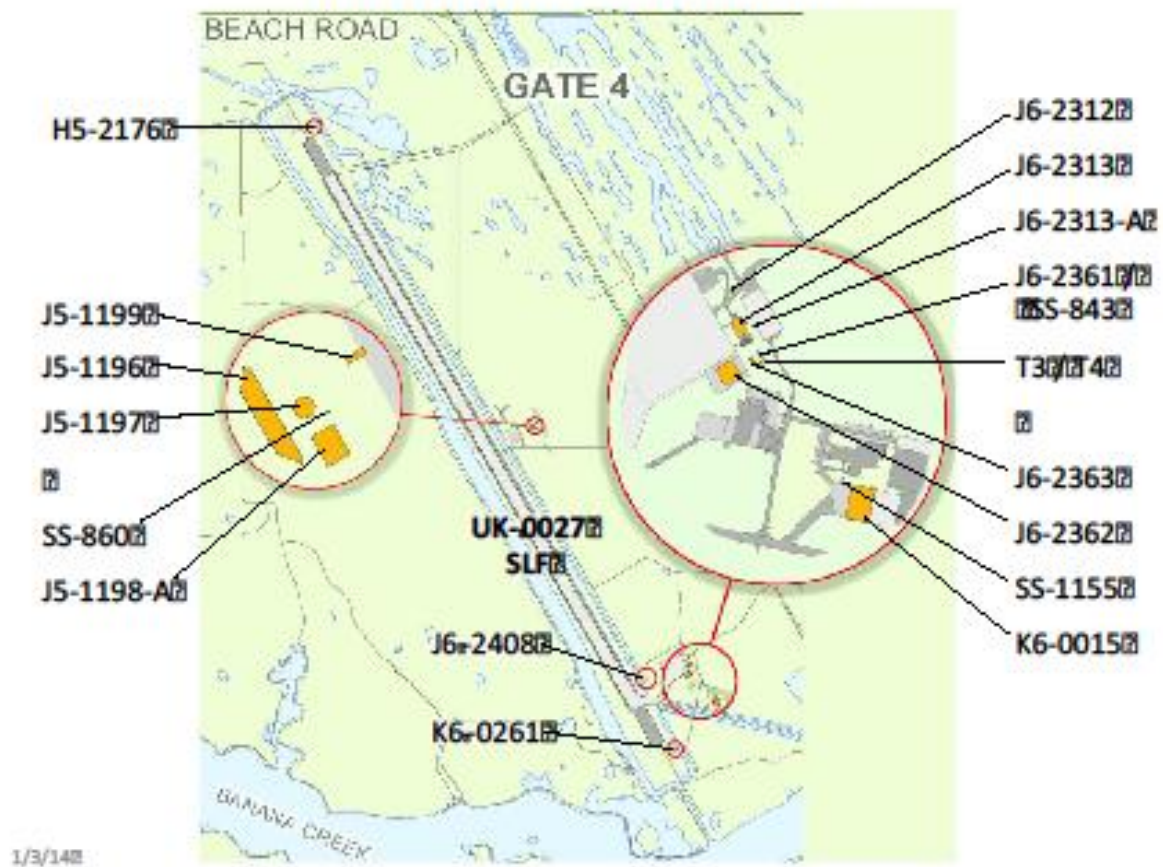 BEACH ROAD
GATE 4
H5-2176
J5-1199
J5-1196
J5-1197
SS-860
J5-1198-A
UK-0027
SLF
J6-2408
K6-0261
J6-2312
J6-2313
J6-2313-A
J6-2361 /
SS-843
T3 / T4
J6-2363
J6-2362
SS-1155
K6-0015
BANANA CREEK
1/3/14